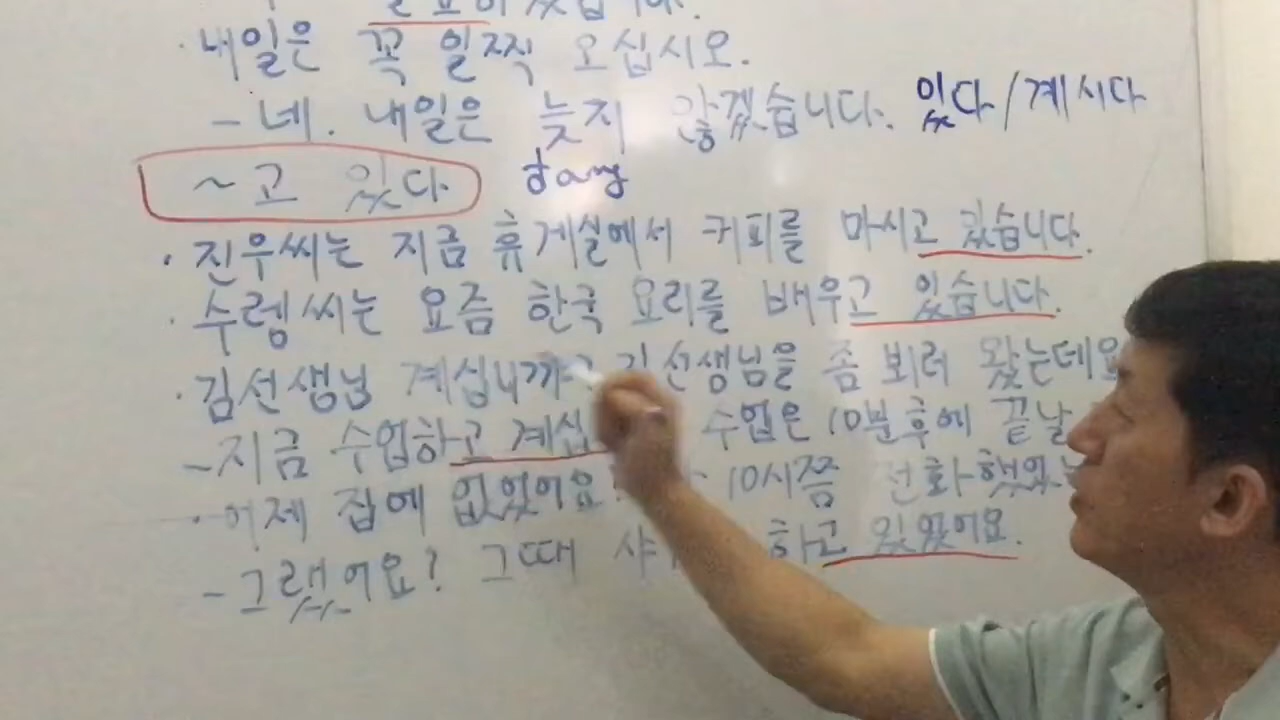 · 내일은 꼭 일찍 오십시오.
- 네. 내일은 늦지 않겠습니다. 있다/계시다
~고 있다 đang
· 진우씨는 지금 휴게실에서 커피를 마시고 있습니다.
· 수렝씨는 요즘 한국 요리를 배우고 있습니다.
· 김선생님 계십니까? 김선생님을 좀 뵈러 왔는데요
- 지금 수업하고 계십 수업은 10분후에 끝날
· 어제 집에 없었어요? 10시쯤 전화했었는
- 그랬어요? 그때 샤 하고 있었어요.